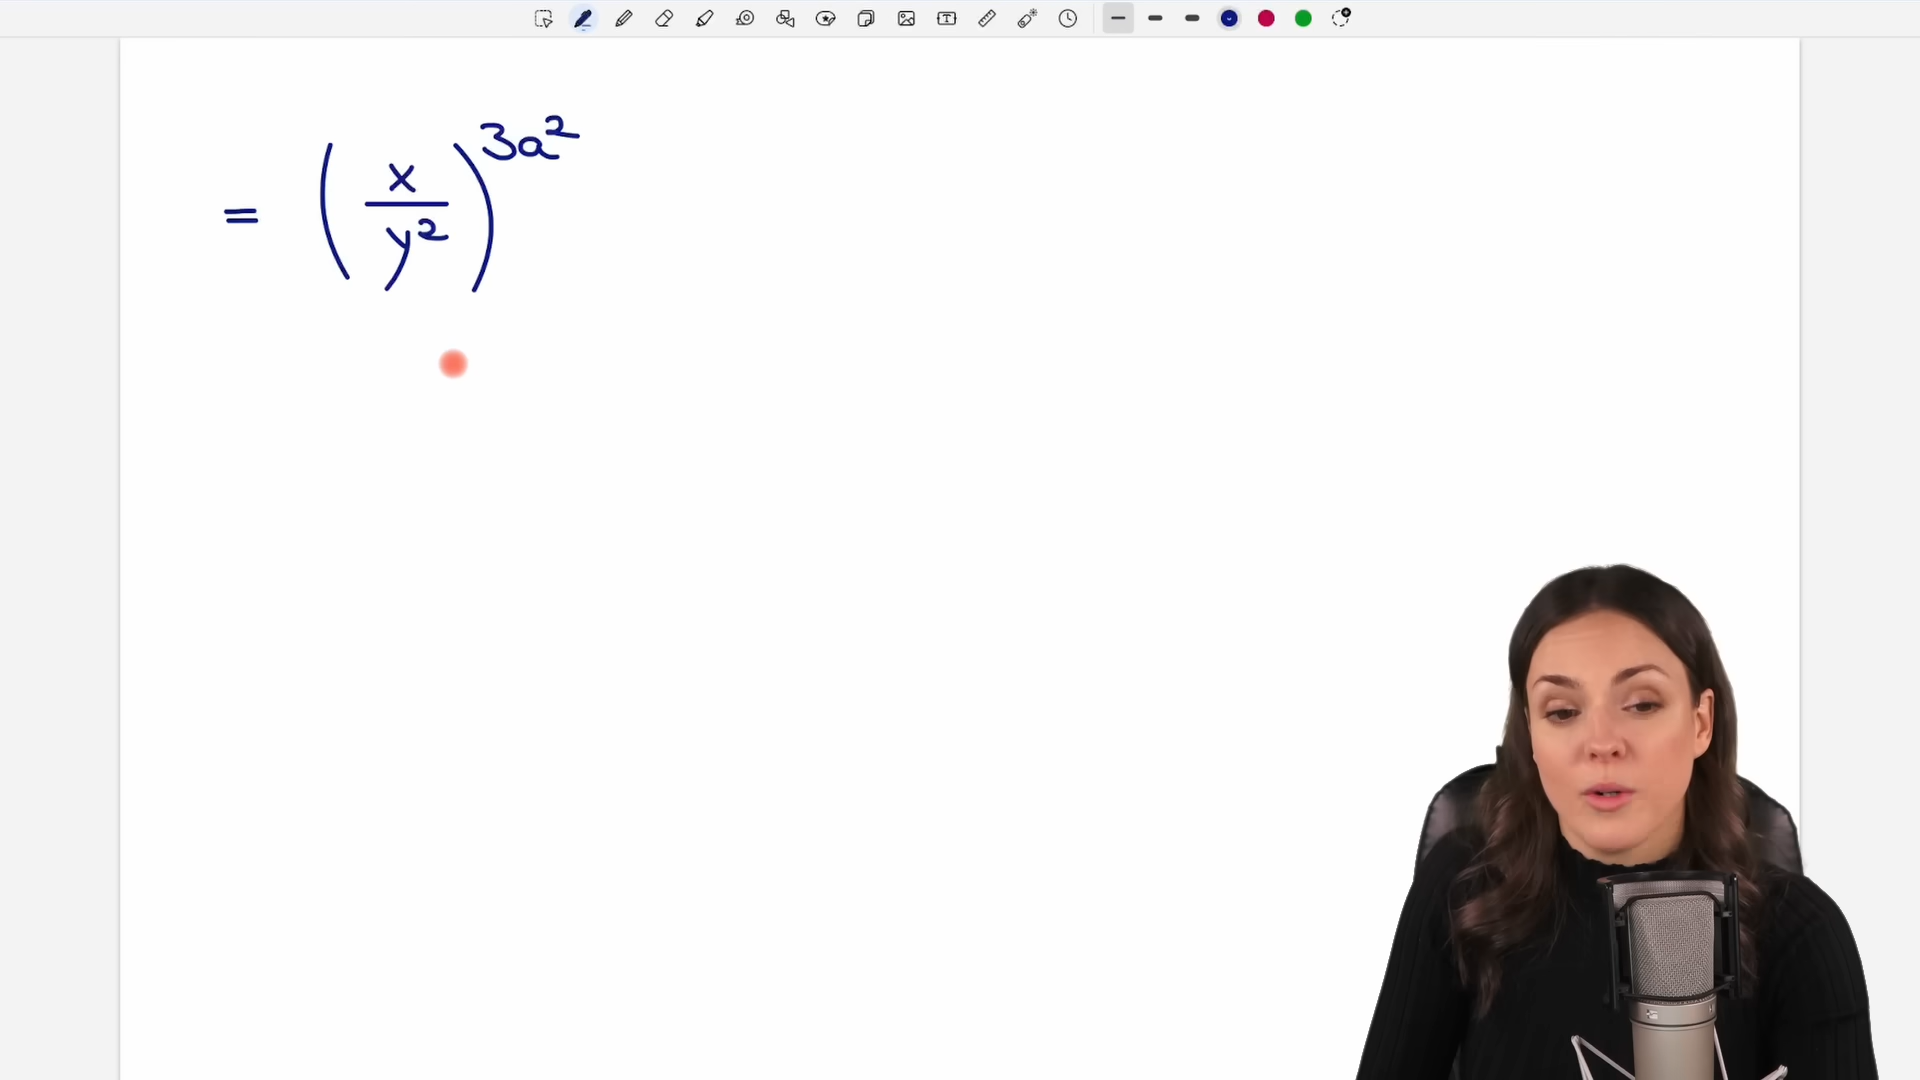 = (x/y²)^3a²